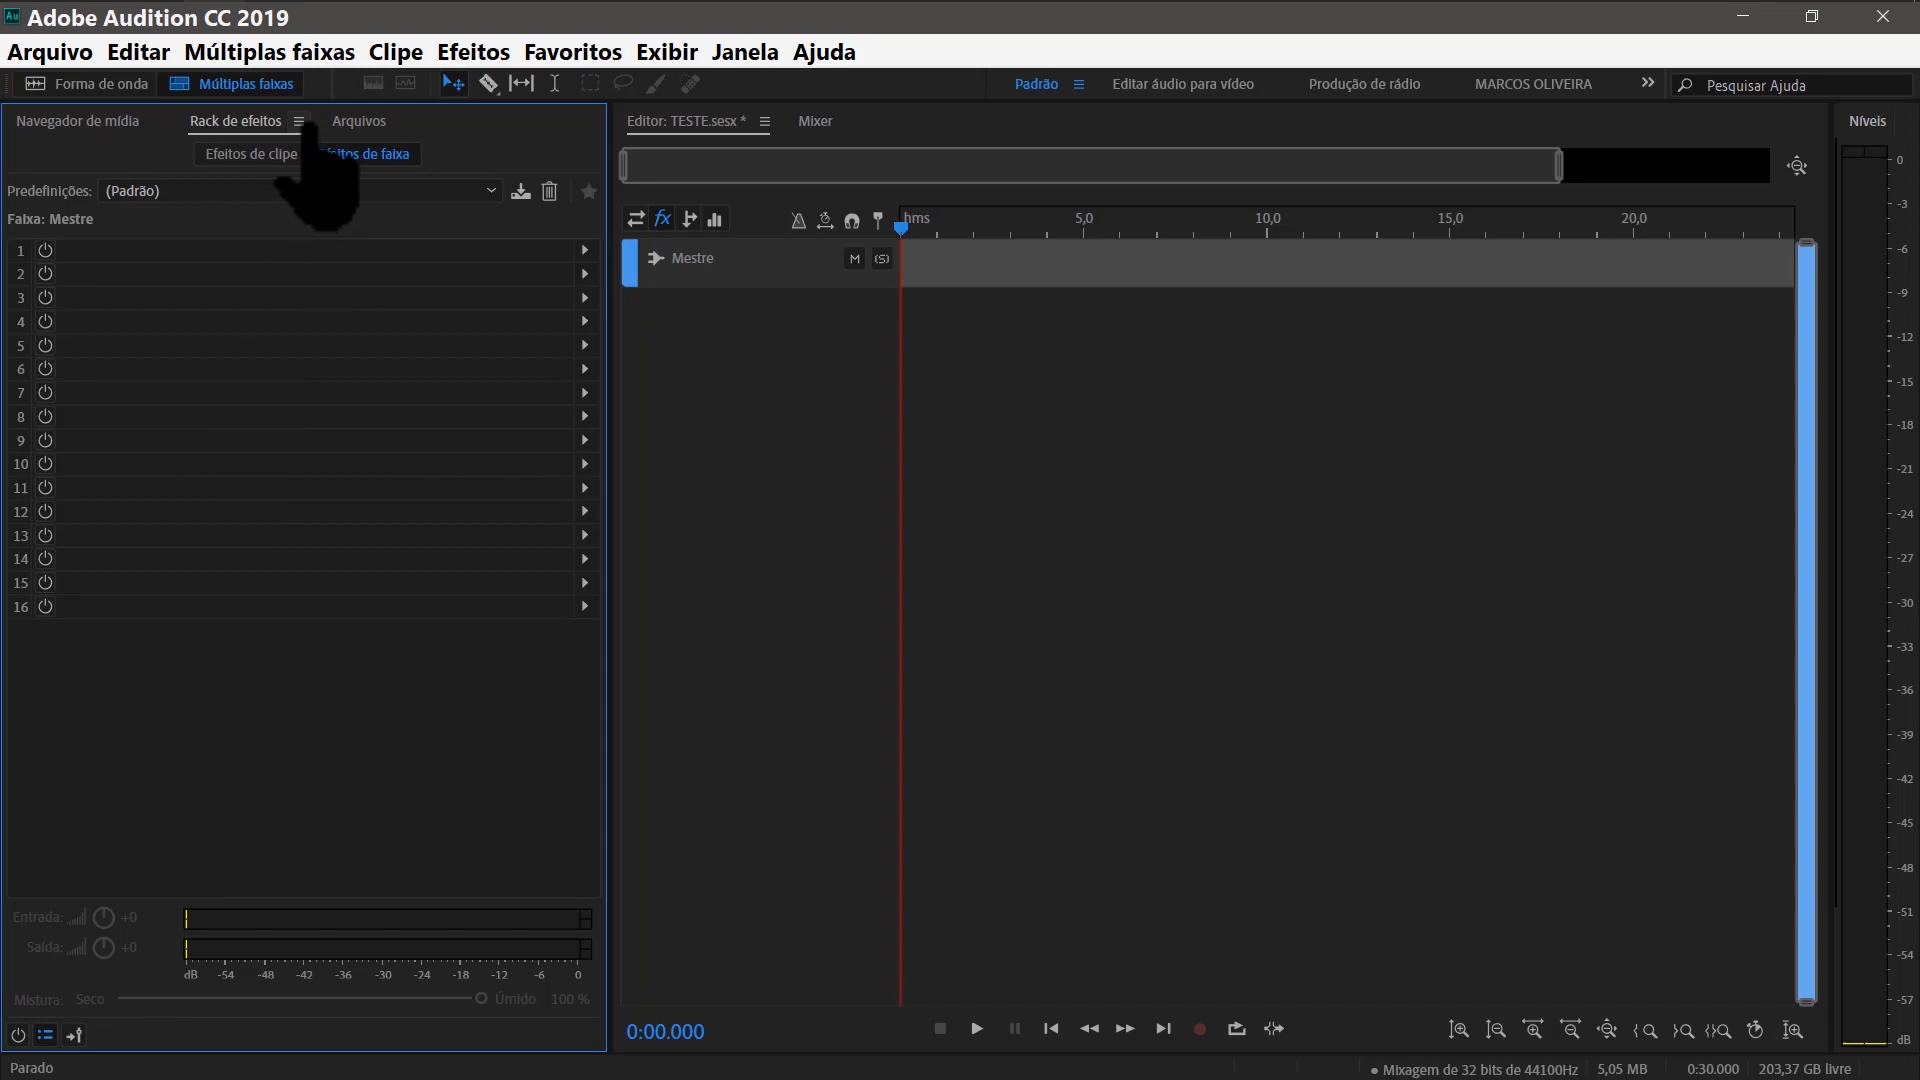 Au Adobe Audition CC 2019
Arquivo Editar Múltiplas faixas Clipe Efeitos Favoritos Exibir Janela Ajuda
Forma de onda Múltiplas faixas
Padrão Editar áudio para vídeo Produção de rádio MARCOS OLIVEIRA Pesquisar Ajuda
Navegador de mídia Rack de efeitos Arquivos
Efeitos de clipe de faixa
Predefinições: (Padrão)
Faixa: Mestre
1
2
3
4
5
6
7
8
9
10
11
12
13
14
15
16
Entrada: +0
Saída: +0
dB -54 -48 -42 -36 -30 -24 -18 -12 -6 0
Mistura: Seco Úmido 100 %
Editor: TESTE.sesx * Mixer
fx
hms 5,0 10,0 15,0 20,0
Mestre M (S)
0:00.000
Níveis
0
-3
-6
-9
-12
-15
-18
-21
-24
-27
-30
-33
-36
-39
-42
-45
-48
-51
-54
-57
dB
Parado
Mixagem de 32 bits de 44100Hz 5,05 MB 0:30.000 203,37 GB livre